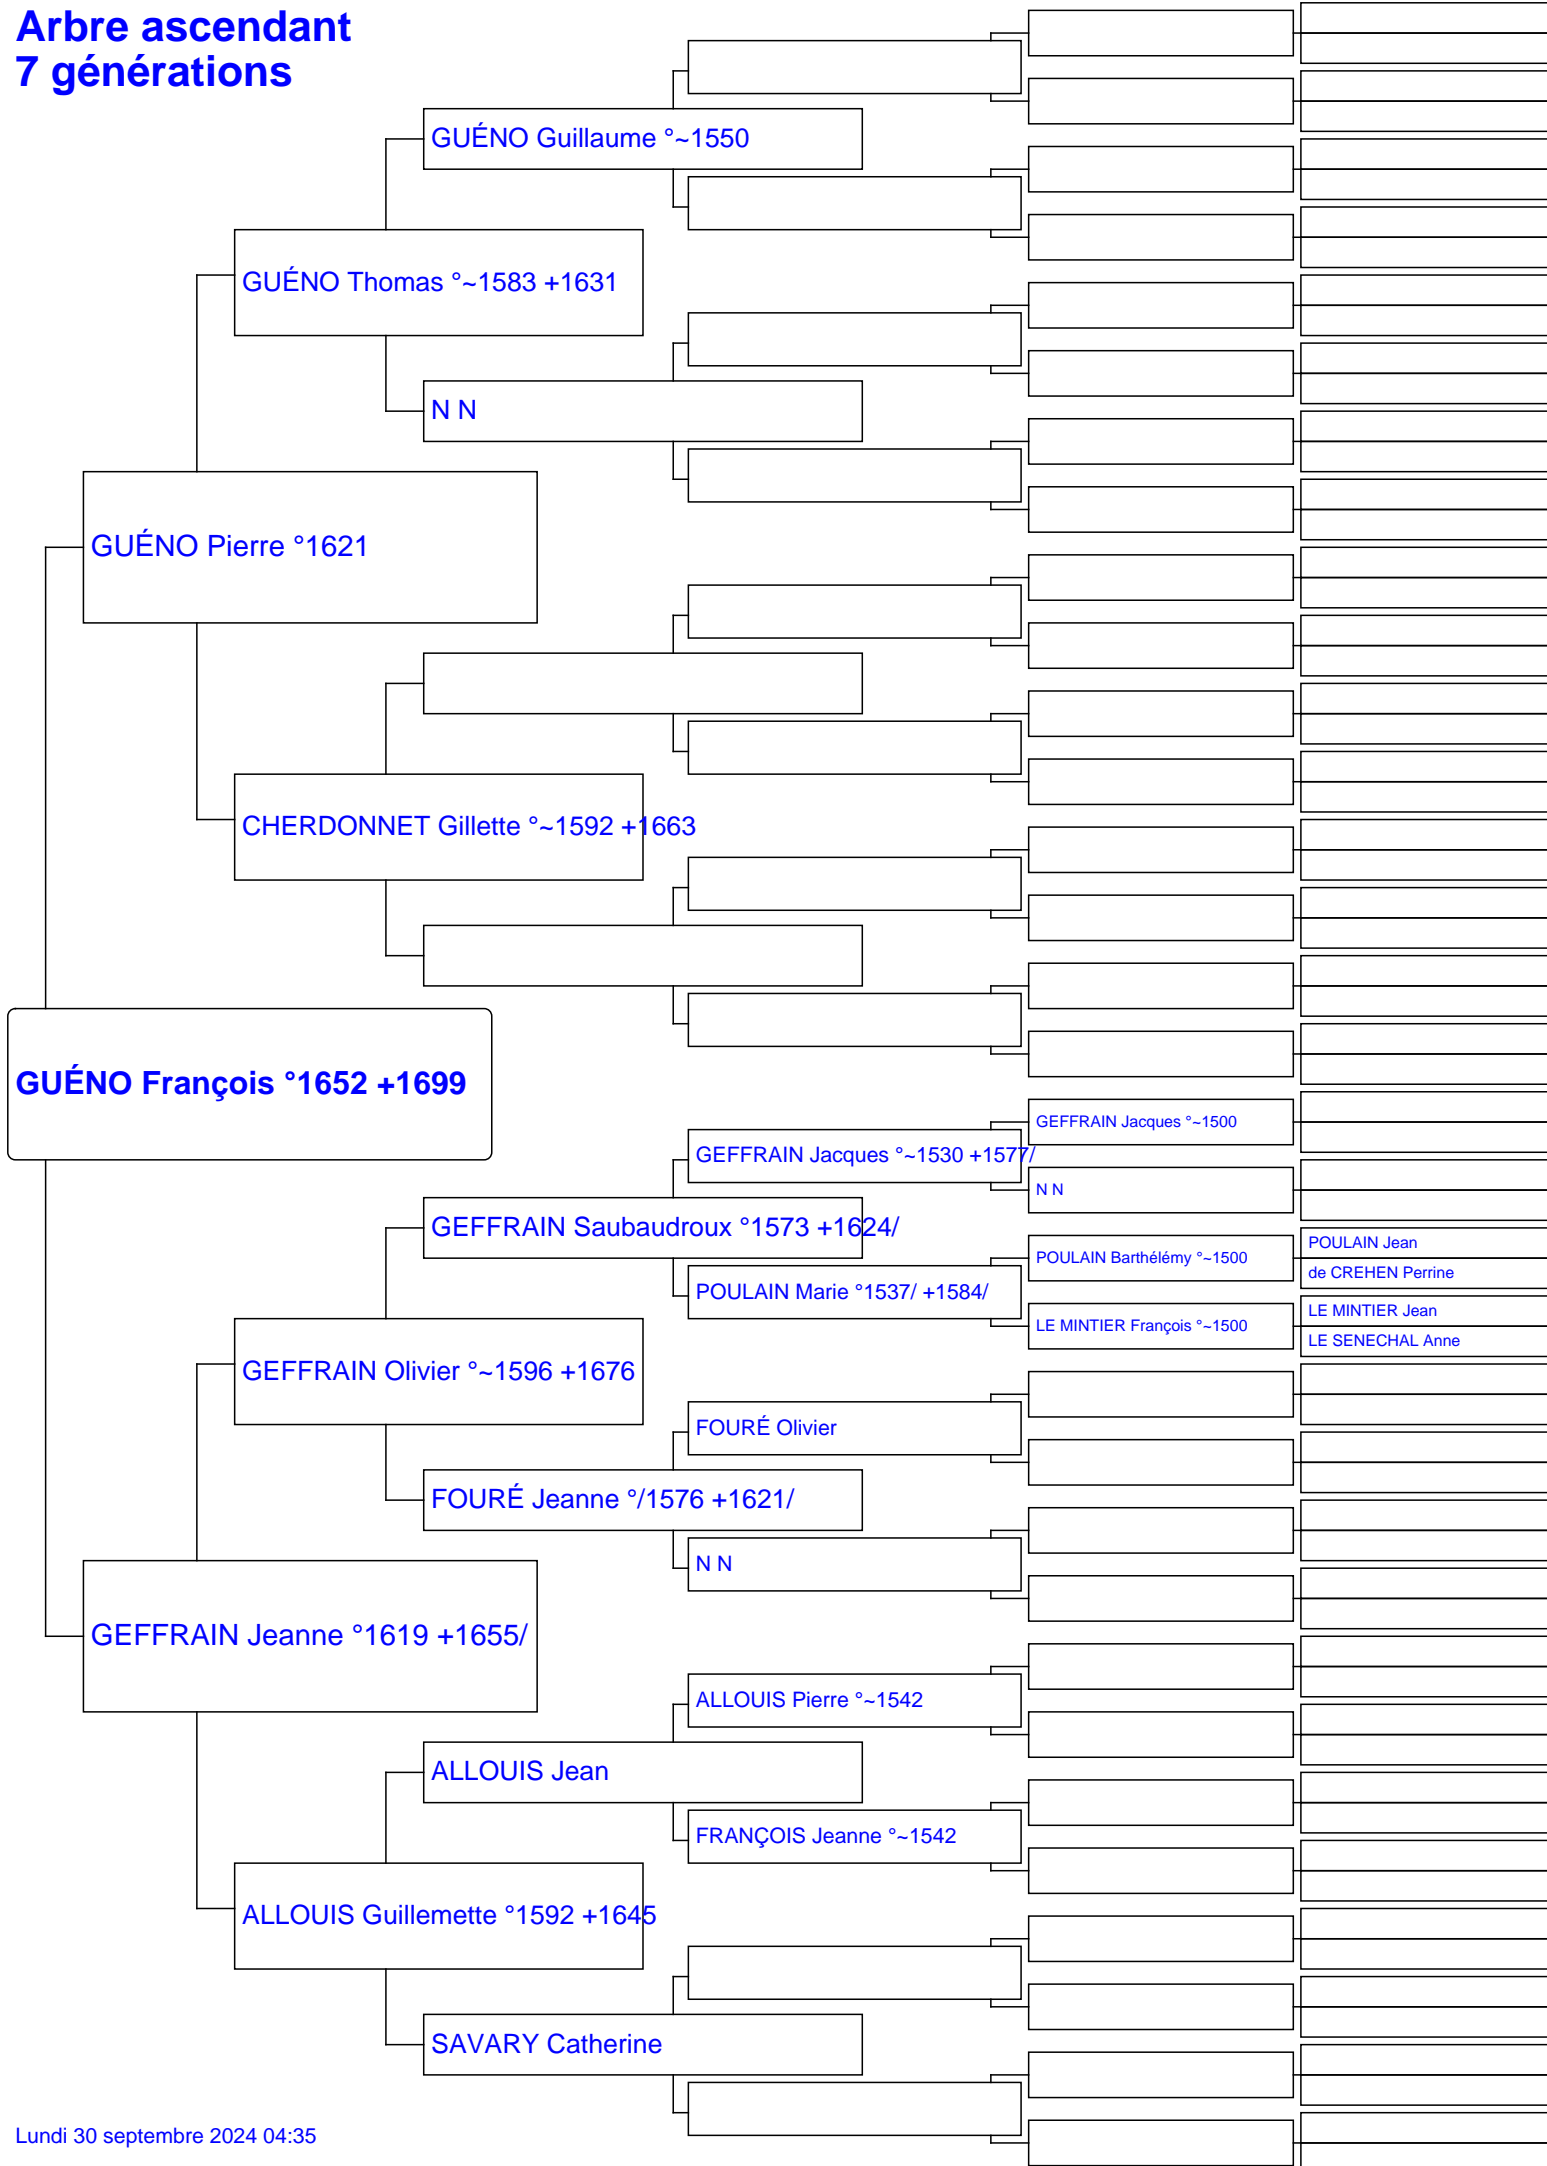 Arbre ascendant
7 générations
GUÉNO Guillaume °~1550
GUÉNO Thomas °~1583 +1631
N N
GUÉNO Pierre °1621
CHERDONNET Gillette °~1592 +1663
GUÉNO François °1652 +1699
GEFFRAIN Jacques °~1500
GEFFRAIN Jacques °~1530 +1577/
N N
GEFFRAIN Saubaudroux °1573 +1624/
POULAIN Jean
POULAIN Barthélémy °~1500
de CREHEN Perrine
POULAIN Marie °1537/ +1584/
LE MINTIER Jean
LE MINTIER François °~1500
LE SENECHAL Anne
GEFFRAIN Olivier °~1596 +1676
FOURÉ Olivier
FOURÉ Jeanne °/1576 +1621/
N N
GEFFRAIN Jeanne °1619 +1655/
ALLOUIS Pierre °~1542
ALLOUIS Jean
FRANÇOIS Jeanne °~1542
ALLOUIS Guillemette °1592 +1645
SAVARY Catherine
Lundi 30 septembre 2024 04:35